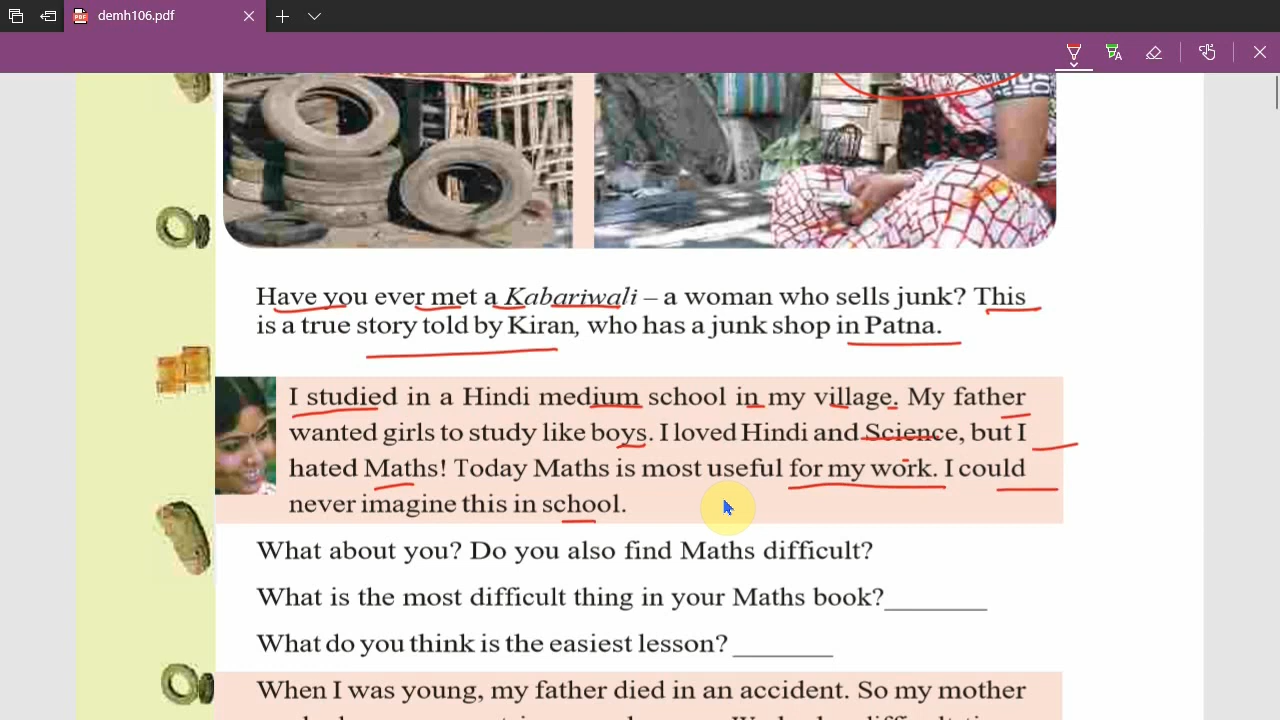 demh106.pdf
Have you ever met a Kabariwali – a woman who sells junk? This
is a true story told by Kiran, who has a junk shop in Patna.
I studied in a Hindi medium school in my village. My father
wanted girls to study like boys. I loved Hindi and Science, but I
hated Maths! Today Maths is most useful for my work. I could
never imagine this in school.
What about you? Do you also find Maths difficult?
What is the most difficult thing in your Maths book?_______
What do you think is the easiest lesson? _______
When I was young, my father died in an accident. So my mother